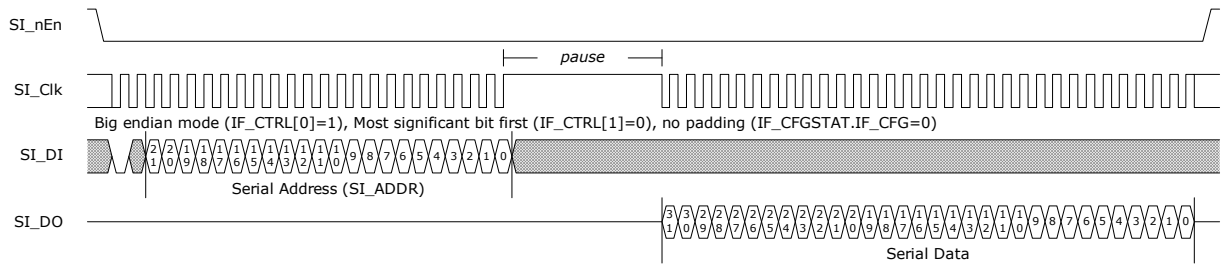 SI_nEn
pause
SI_Clk
Big endian mode (IF_CTRL[0]=1), Most significant bit first (IF_CTRL[1]=0), no padding (IF_CFGSTAT.IF_CFG=0)
SI_DI 21 20 19 18 17 16 15 14 13 12 11 10 9 8 7 6 5 4 3 2 1 0
Serial Address (SI_ADDR)
SI_DO 31 30 29 28 27 26 25 24 23 22 21 20 19 18 17 16 15 14 13 12 11 10 9 8 7 6 5 4 3 2 1 0
Serial Data